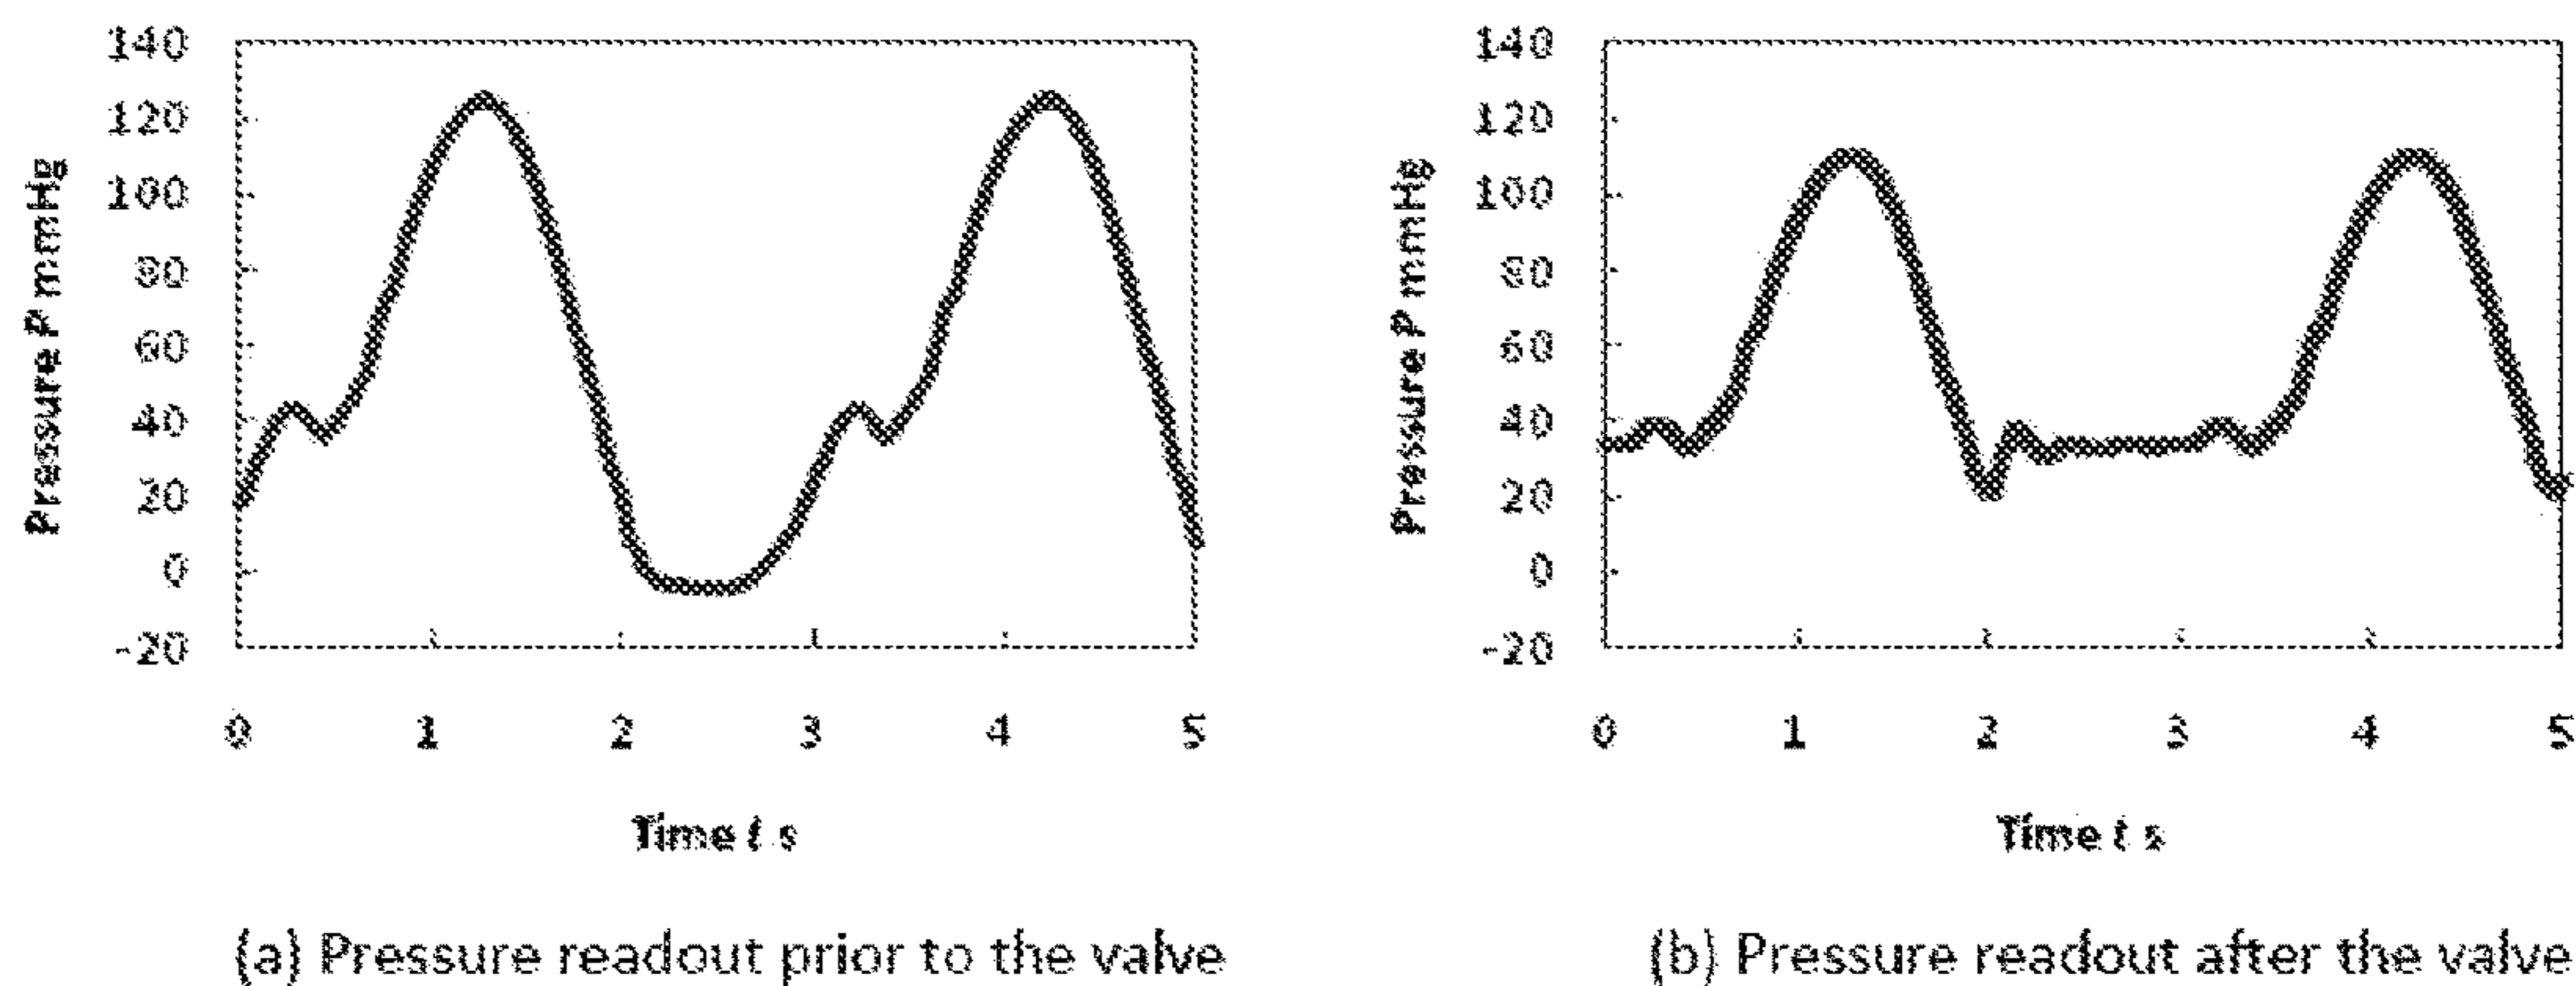 140
120
100
80
60
40
20
0
-20
Pressure P mmHg
0 1 2 3 4 5
Time t s
(a) Pressure readout prior to the valve
140
120
100
80
60
40
20
0
-20
Pressure P mmHg
0 1 2 3 4 5
Time t s
(b) Pressure readout after the valve